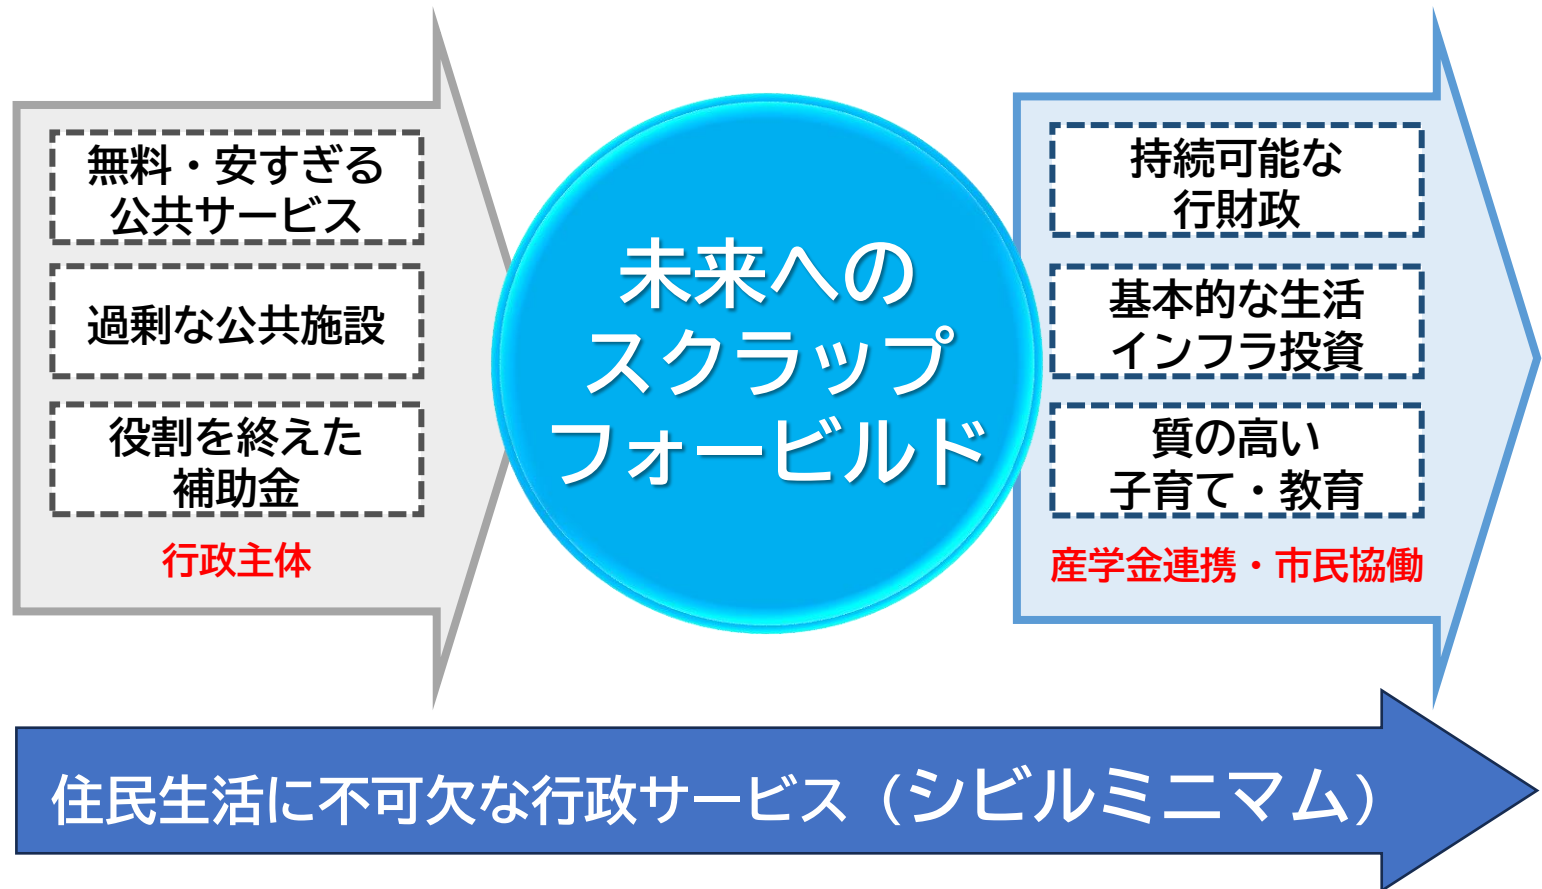 無料・安すぎる
公共サービス
過剰な公共施設
役割を終えた
補助金
行政主体
未来への
スクラップ
フォービルド
持続可能な
行財政
基本的な生活
インフラ投資
質の高い
子育て・教育
産学金連携・市民協働
住民生活に不可欠な行政サービス（シビルミニマム）